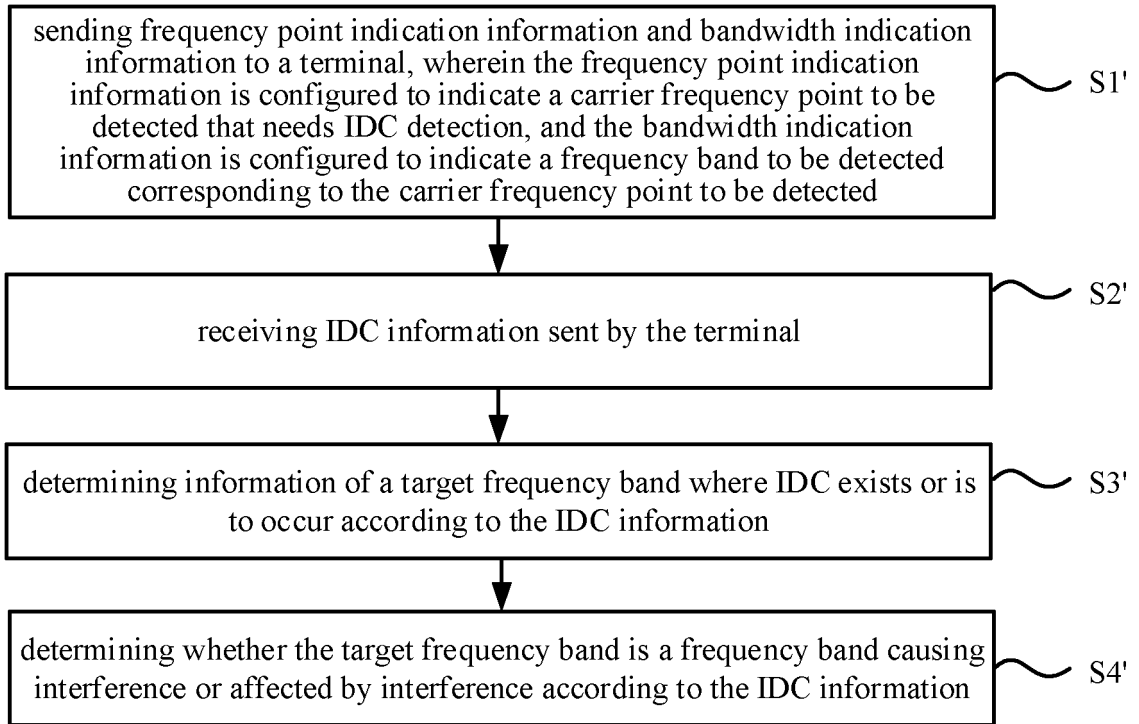 sending frequency point indication information and bandwidth indication
information to a terminal, wherein the frequency point indication
information is configured to indicate a carrier frequency point to be
detected that needs IDC detection, and the bandwidth indication
information is configured to indicate a frequency band to be detected
corresponding to the carrier frequency point to be detected
S1'
receiving IDC information sent by the terminal
S2'
determining information of a target frequency band where IDC exists or is
to occur according to the IDC information
S3'
determining whether the target frequency band is a frequency band causing
interference or affected by interference according to the IDC information
S4'